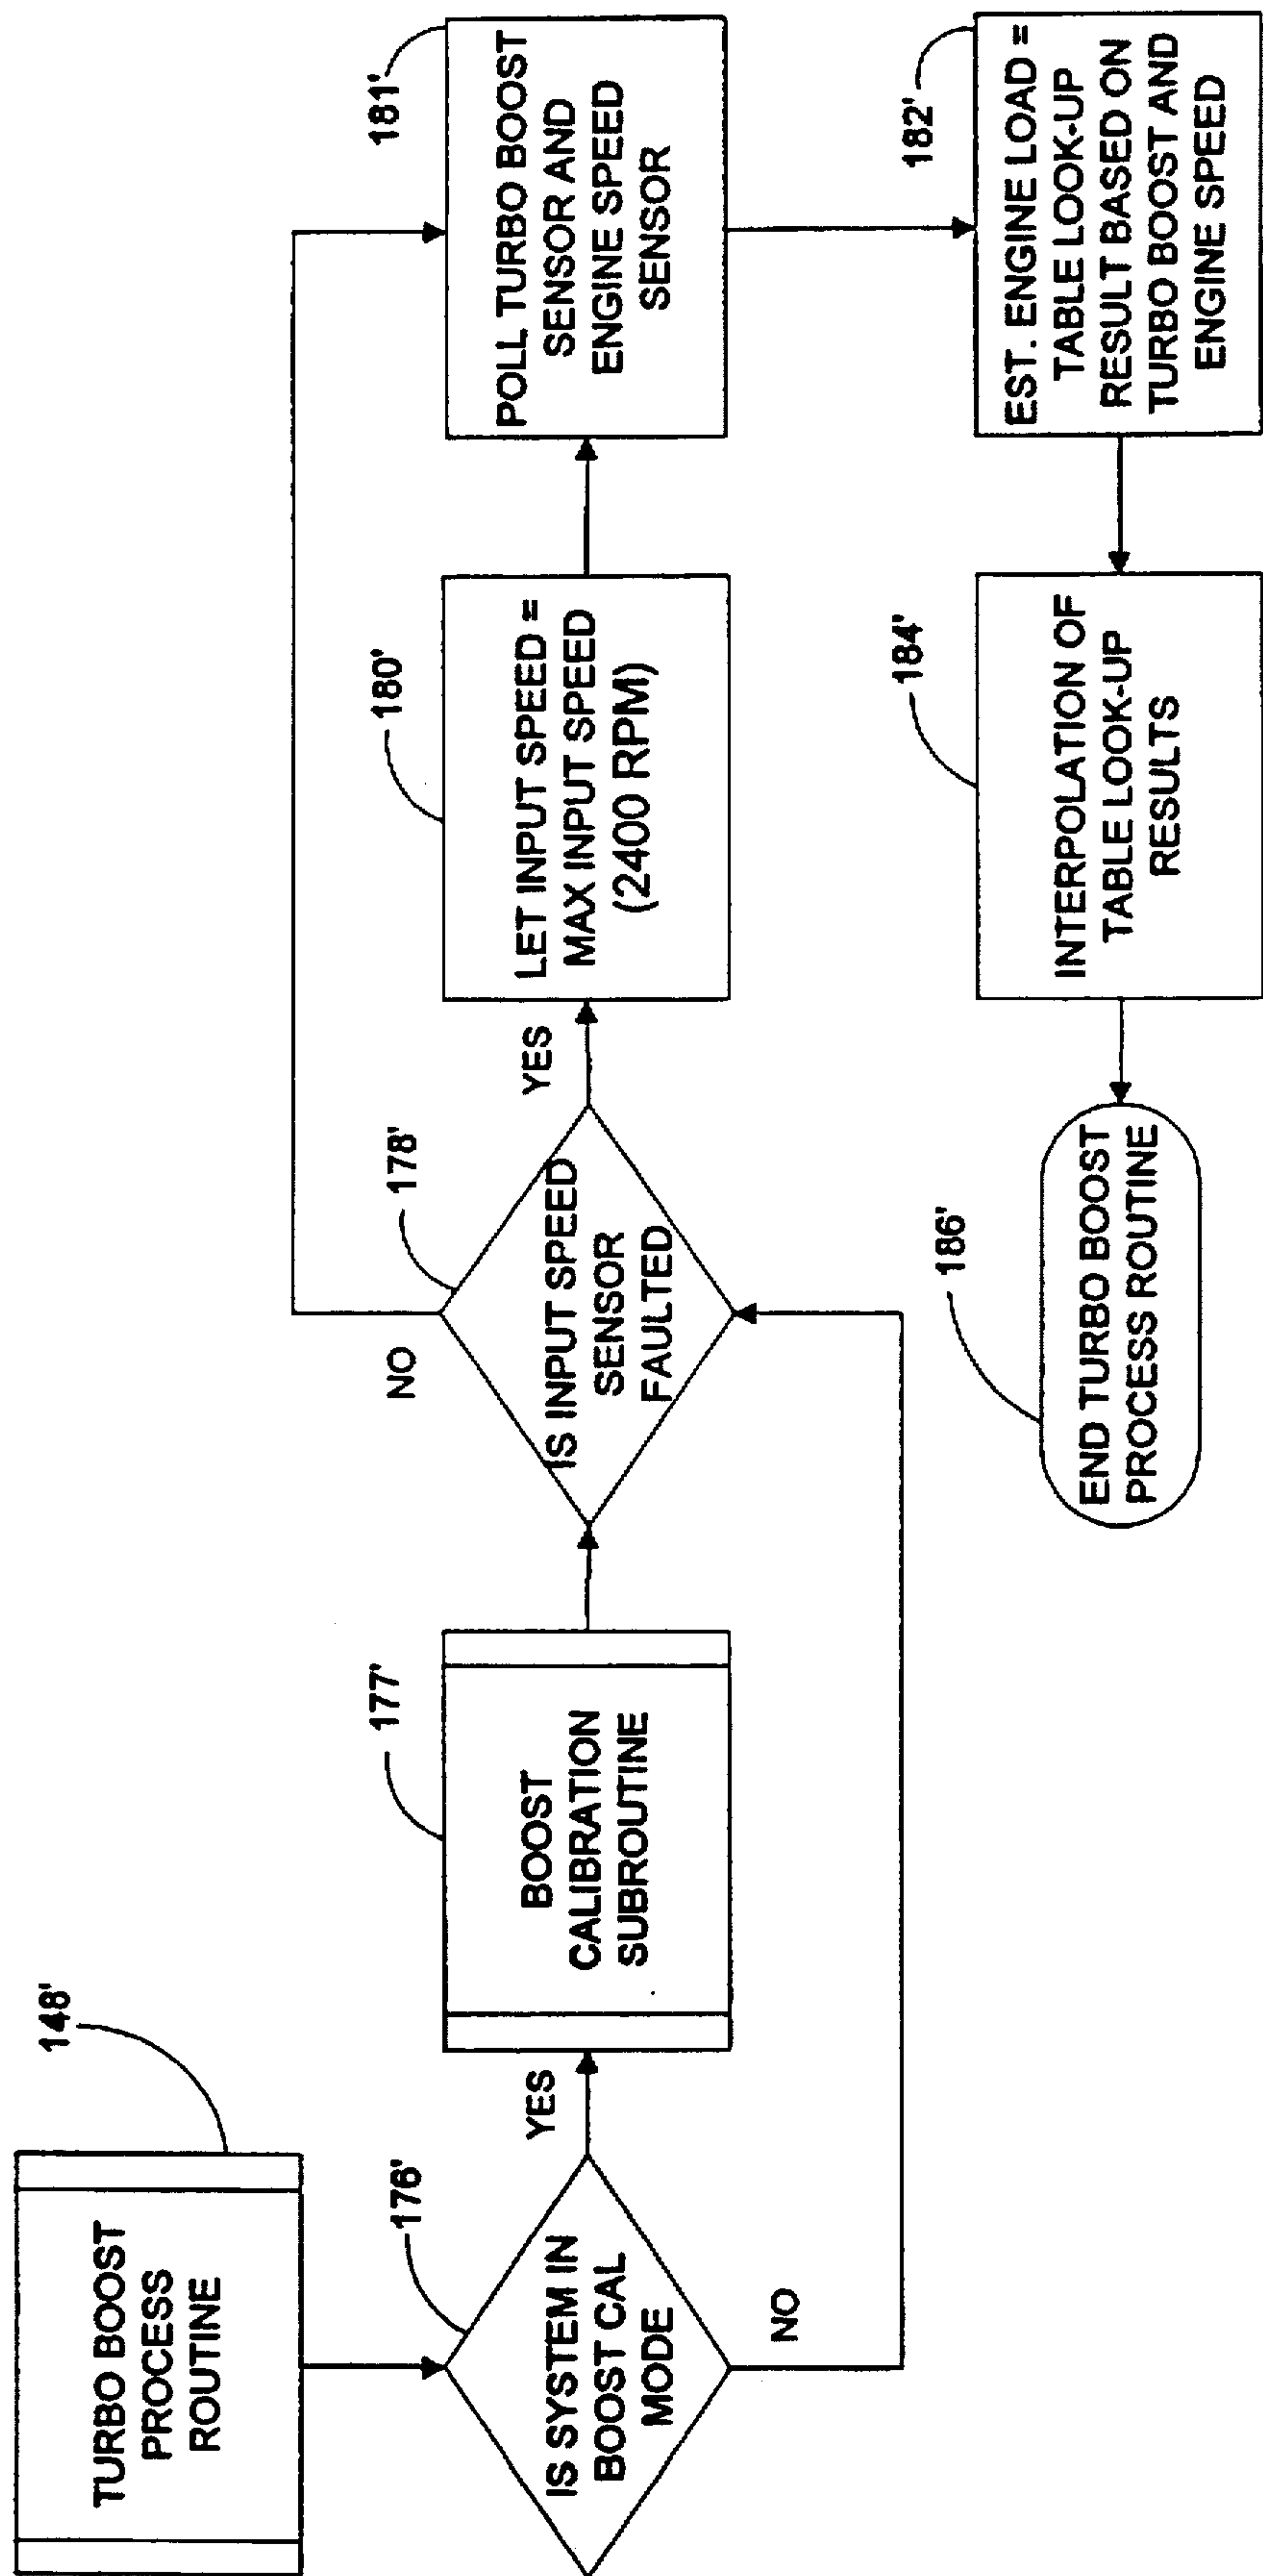 TURBO BOOST
PROCESS
ROUTINE
148'
IS SYSTEM IN
BOOST CAL
MODE
176'
YES
NO
BOOST
CALIBRATION
SUBROUTINE
177'
IS INPUT SPEED
SENSOR
FAULTED
178'
NO
YES
LET INPUT SPEED =
MAX INPUT SPEED
(2400 RPM)
180'
POLL TURBO BOOST
SENSOR AND
ENGINE SPEED
SENSOR
181'
EST. ENGINE LOAD =
TABLE LOOK-UP
RESULT BASED ON
TURBO BOOST AND
ENGINE SPEED
182'
INTERPOLATION OF
TABLE LOOK-UP
RESULTS
184'
END TURBO BOOST
PROCESS ROUTINE
186'